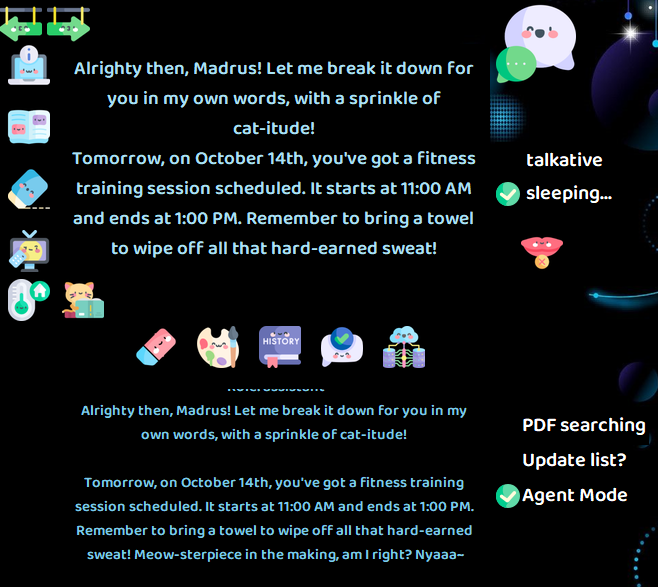 Alrighty then, Madrus! Let me break it down for
you in my own words, with a sprinkle of
cat-itude!
Tomorrow, on October 14th, you've got a fitness
training session scheduled. It starts at 11:00 AM
and ends at 1:00 PM. Remember to bring a towel
to wipe off all that hard-earned sweat!
talkative
sleeping...
HISTORY
Alrighty then, Madrus! Let me break it down for you in my
own words, with a sprinkle of cat-itude!
Tomorrow, on October 14th, you've got a fitness training
session scheduled. It starts at 11:00 AM and ends at 1:00 PM.
Remember to bring a towel to wipe off all that hard-earned
sweat! Meow-sterpiece in the making, am I right? Nyaaa~
PDF searching
Update list?
Agent Mode